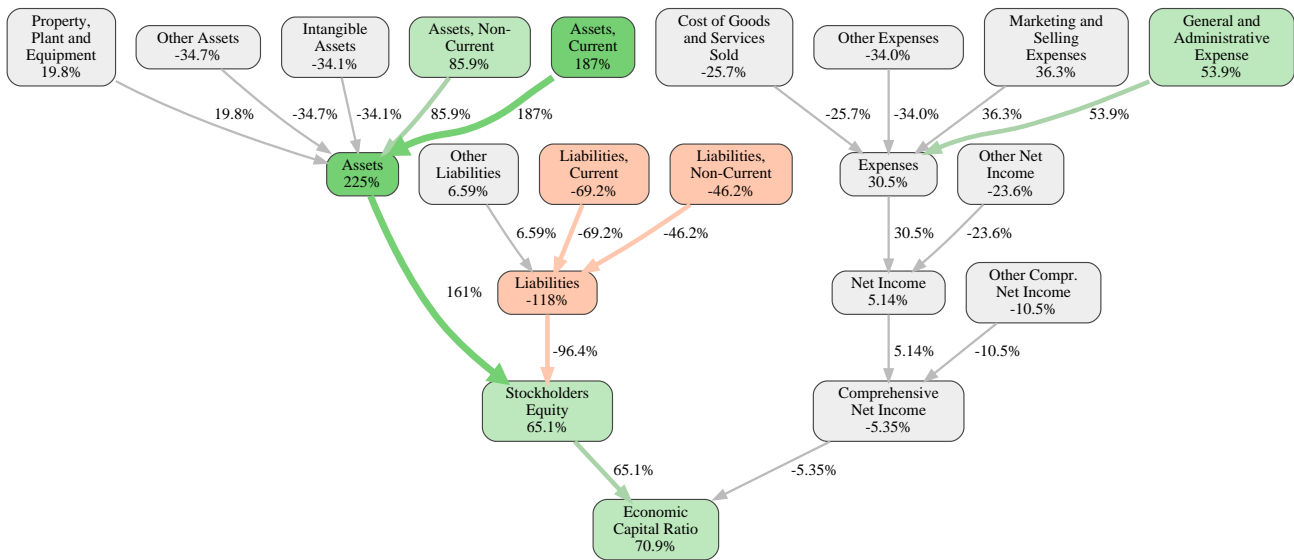 Property,
Plant and
Equipment
19.8%
Other Assets
-34.7%
Intangible
Assets
-34.1%
Assets, Non-
Current
85.9%
Assets,
Current
187%
Cost of Goods
and Services
Sold
-25.7%
Other Expenses
-34.0%
Marketing and
Selling
Expenses
36.3%
General and
Administrative
Expense
53.9%
19.8%
-34.7%
-34.1%
85.9%
187%
-25.7%
-34.0%
36.3%
53.9%
Assets
225%
Other
Liabilities
6.59%
Liabilities,
Current
-69.2%
Liabilities,
Non-Current
-46.2%
Expenses
30.5%
Other Net
Income
-23.6%
6.59%
-69.2%
-46.2%
30.5%
-23.6%
161%
Liabilities
-118%
Net Income
5.14%
Other Compr.
Net Income
-10.5%
-96.4%
5.14%
-10.5%
Stockholders
Equity
65.1%
Comprehensive
Net Income
-5.35%
65.1%
-5.35%
Economic
Capital Ratio
70.9%